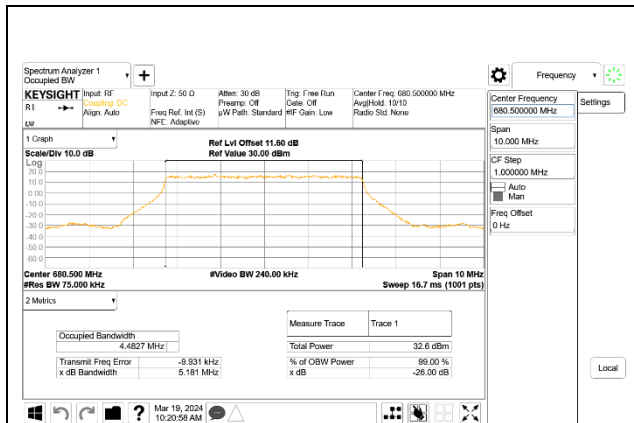 Spectrum Analyzer 1
Occupied BW
+
Frequency
KEYSIGHT
Input: RF
Input Z: 50 Ω
Atten: 30 dB
Trig: Free Run
Center Freq: 680.500000 MHz
Coupling: DC
Preamp: Off
Gate: Off
Avg|Hold: 10/10
Align: Auto
Freq Ref: Int (S)
µW Path: Standard
#IF Gain: Low
Radio Std: None
NFE: Adaptive
Center Frequency
680.500000 MHz
Settings
Span
10.000 MHz
CF Step
1.000000 MHz
Auto
Man
Freq Offset
0 Hz
1 Graph
Ref Lvl Offset 11.60 dB
Scale/Div 10.0 dB
Ref Value 30.00 dBm
Log
20.0
10.0
0.00
-10.0
-20.0
-30.0
-40.0
-50.0
-60.0
Center 680.500 MHz
#Video BW 240.00 kHz
Span 10 MHz
#Res BW 75.000 kHz
Sweep 16.7 ms (1001 pts)
2 Metrics
Measure Trace
Trace 1
Occupied Bandwidth
4.4827 MHz
Total Power
32.6 dBm
Transmit Freq Error
-9.931 kHz
% of OBW Power
99.00 %
x dB Bandwidth
5.181 MHz
x dB
-26.00 dB
Local
?
Mar 19, 2024
10:20:58 AM